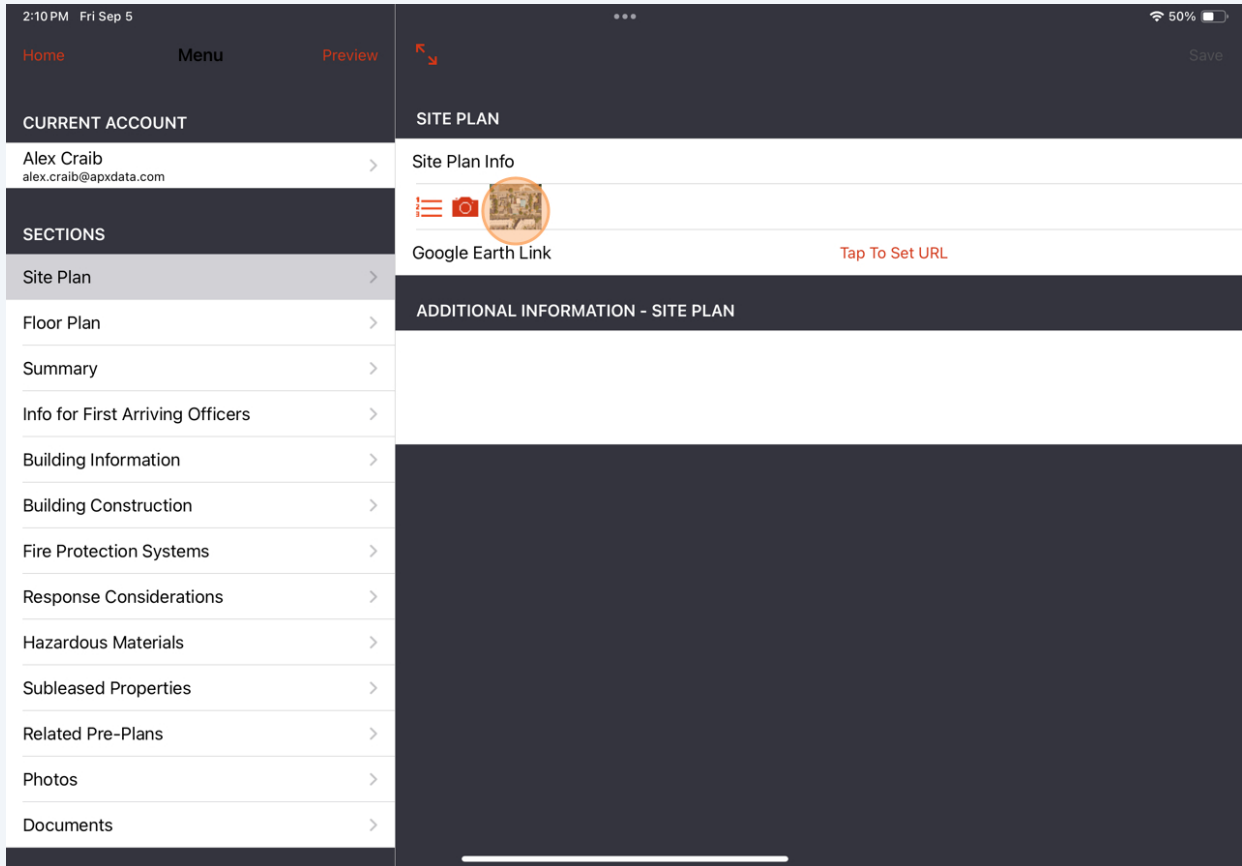 2:10 PM Fri Sep 5
50%
Home Menu Preview
Save
CURRENT ACCOUNT
Alex Craib
alex.craib@apxdata.com
SECTIONS
Site Plan
Floor Plan
Summary
Info for First Arriving Officers
Building Information
Building Construction
Fire Protection Systems
Response Considerations
Hazardous Materials
Subleased Properties
Related Pre-Plans
Photos
Documents
SITE PLAN
Site Plan Info
Google Earth Link Tap To Set URL
ADDITIONAL INFORMATION - SITE PLAN